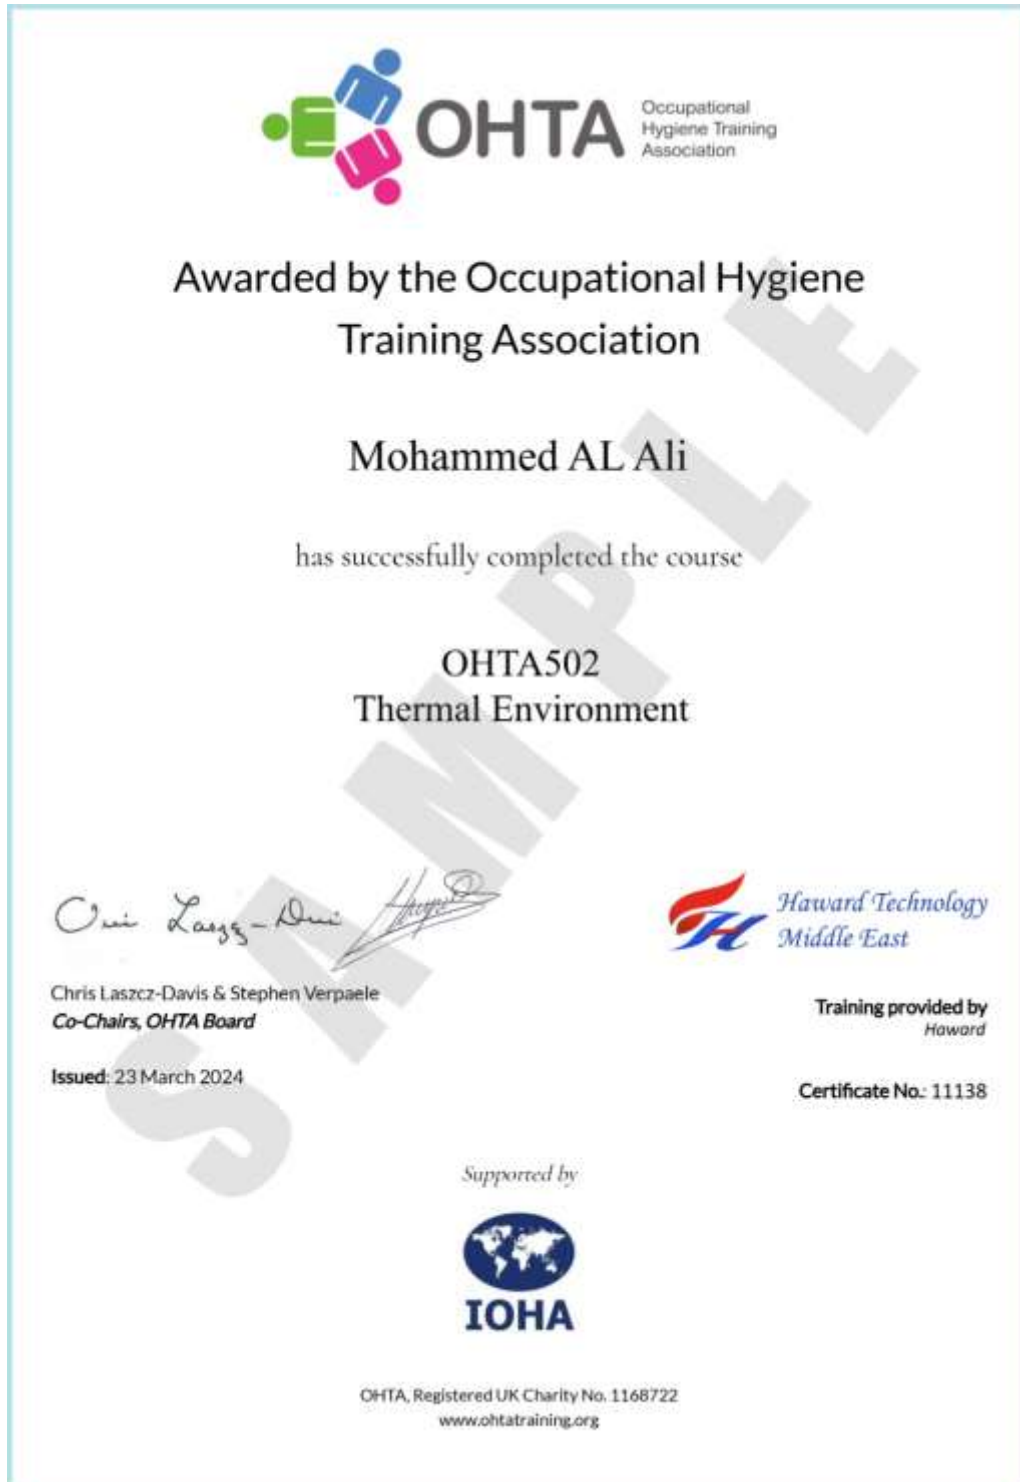 OHTA
Occupational
Hygiene Training
Association
Awarded by the Occupational Hygiene
Training Association
Mohammed AL Ali
has successfully completed the course
OHTA502
Thermal Environment
SAMPLE
Haward Technology
Middle East
Chris Laszcz-Davis & Stephen Verpaele
Co-Chairs, OHTA Board
Training provided by
Haward
Issued: 23 March 2024
Certificate No.: 11138
Supported by
IOHA
OHTA, Registered UK Charity No. 1168722
www.ohtatraining.org